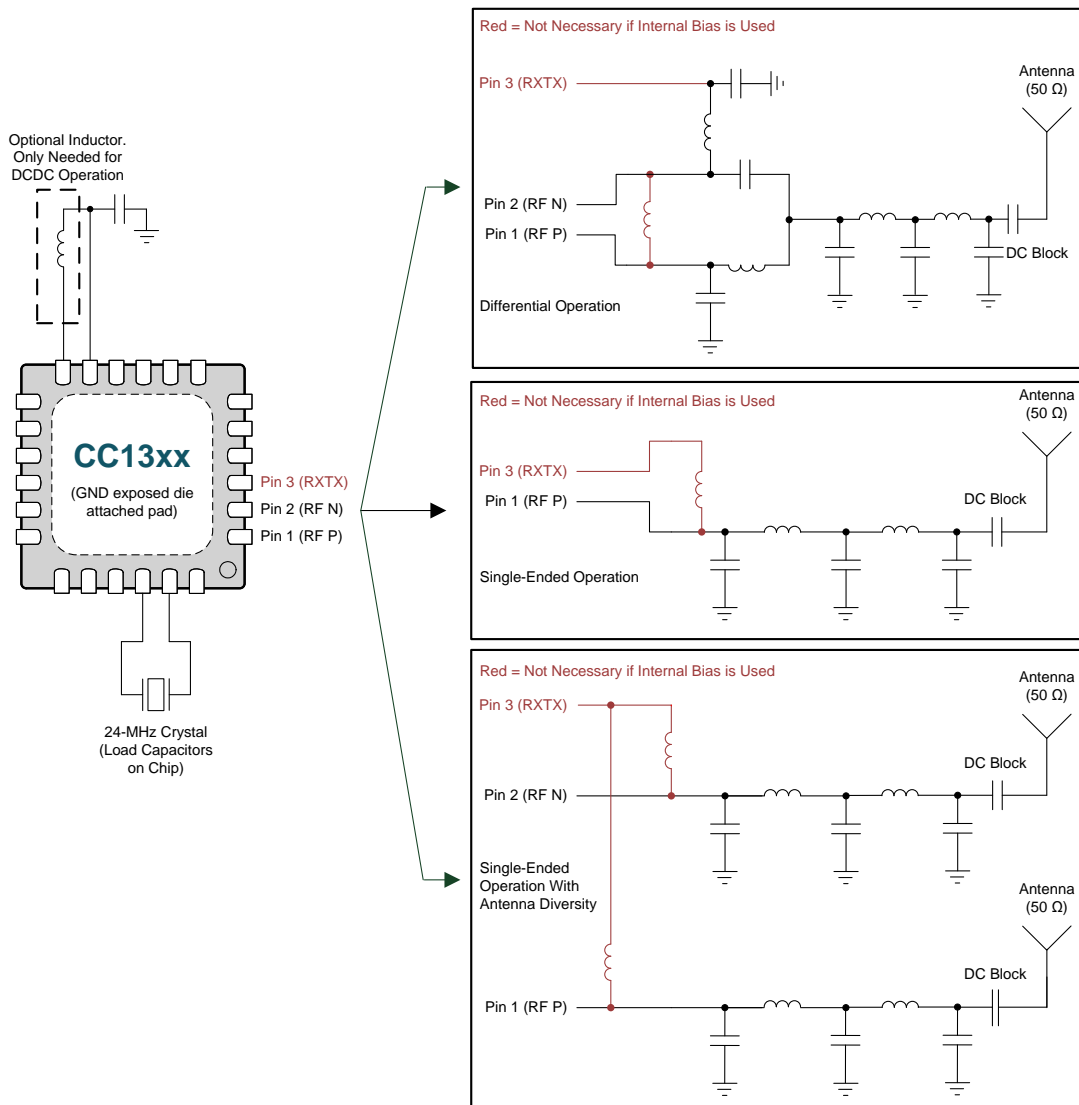 Optional Inductor.
Only Needed for
DCDC Operation
CC13xx
(GND exposed die
attached pad)
Pin 3 (RXTX)
Pin 2 (RF N)
Pin 1 (RF P)
24-MHz Crystal
(Load Capacitors
on Chip)
Red = Not Necessary if Internal Bias is Used
Pin 3 (RXTX)
Antenna
(50 Ω)
Pin 2 (RF N)
Pin 1 (RF P)
DC Block
Differential Operation
Red = Not Necessary if Internal Bias is Used
Antenna
(50 Ω)
Pin 3 (RXTX)
Pin 1 (RF P)
DC Block
Single-Ended Operation
Red = Not Necessary if Internal Bias is Used
Antenna
(50 Ω)
Pin 3 (RXTX)
DC Block
Pin 2 (RF N)
Single-Ended
Operation With
Antenna Diversity
Antenna
(50 Ω)
DC Block
Pin 1 (RF P)